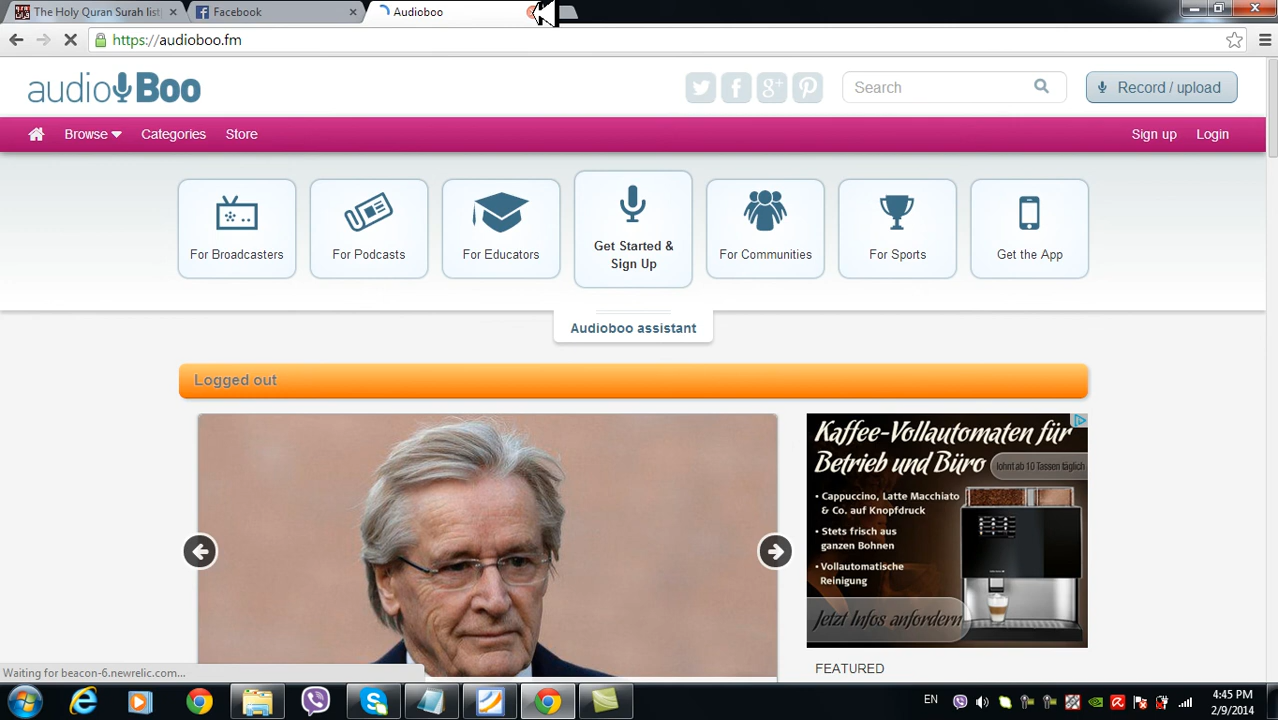 The Holy Quran Surah list
Facebook
Audioboo
https://audioboo.fm
audioBoo
Search
Record / upload
Browse
Categories
Store
Sign up
Login
For Broadcasters
For Podcasts
For Educators
Get Started &
Sign Up
For Communities
For Sports
Get the App
Audioboo assistant
Logged out
Kaffee-Vollautomaten für
Betrieb und Büro
lohnt ab 10 Tassen täglich
• Cappuccino, Latte Macchiato
& Co. auf Knopfdruck
• Stets frisch aus
ganzen Bohnen
• Vollautomatische
Reinigung
Jetzt Infos anfordern
FEATURED
Waiting for beacon-6.newrelic.com...
EN
4:45 PM
2/9/2014